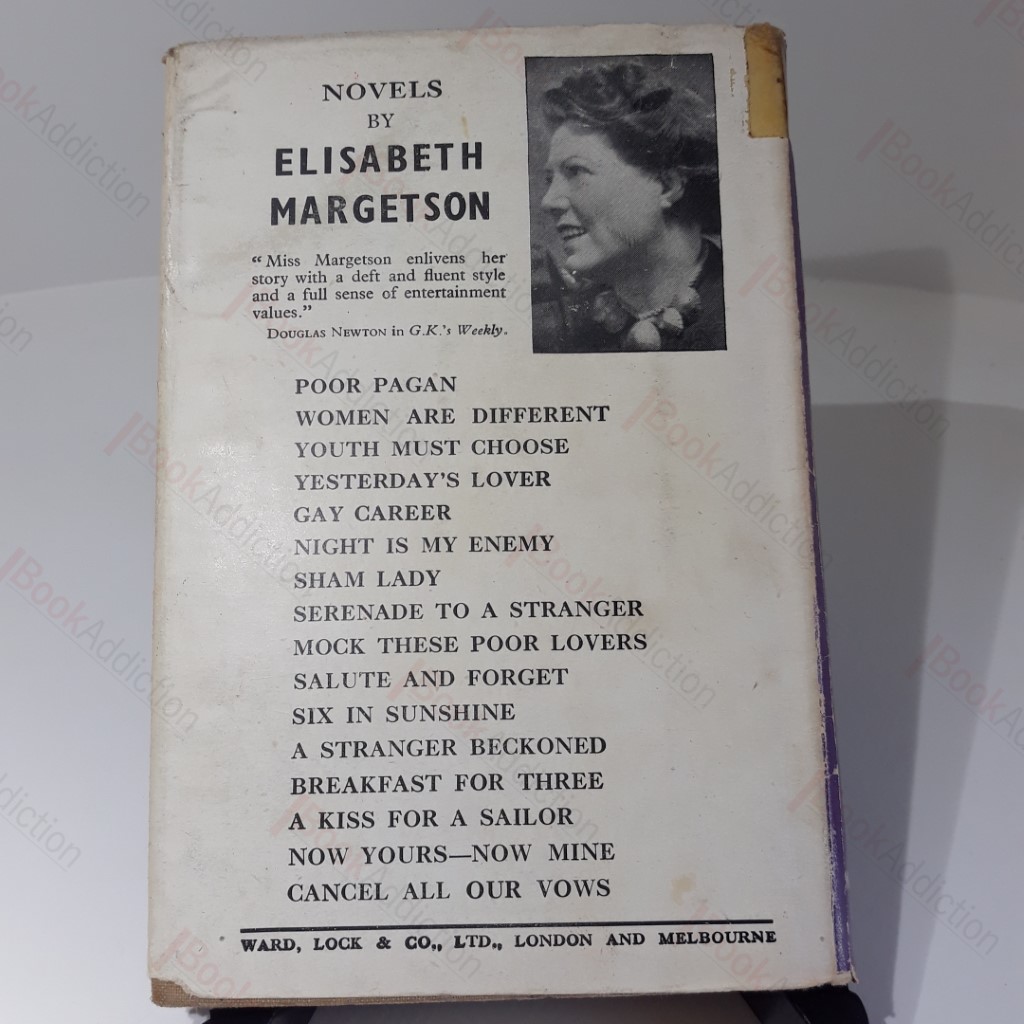 NOVELS
BY
ELISABETH
MARGETSON
“Miss Margetson enlivens her
story with a deft and fluent style
and a full sense of entertainment
values.”
DOUGLAS NEWTON in G.K.'s Weekly.
POOR PAGAN
WOMEN ARE DIFFERENT
YOUTH MUST CHOOSE
YESTERDAY'S LOVER
GAY CAREER
NIGHT IS MY ENEMY
SHAM LADY
SERENADE TO A STRANGER
MOCK THESE POOR LOVERS
SALUTE AND FORGET
SIX IN SUNSHINE
A STRANGER BECKONED
BREAKFAST FOR THREE
A KISS FOR A SAILOR
NOW YOURS—NOW MINE
CANCEL ALL OUR VOWS
WARD, LOCK & CO., LTD., LONDON AND MELBOURNE
BookAddiction